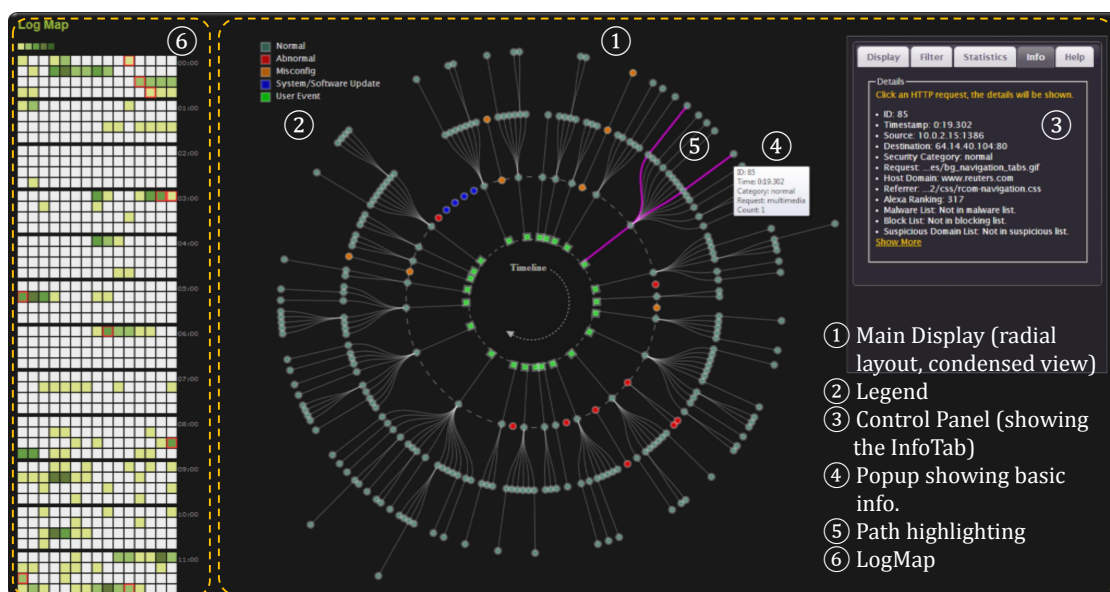 Log Map
⑥
00:00
01:00
02:00
03:00
04:00
05:00
06:00
07:00
08:00
09:00
10:00
11:00
Normal
Abnormal
Misconfig
System/Software Update
User Event
②
①
⑤
④
Timeline
ID: 85
Time: 0:19.302
Category: normal
Request: multimedia
Count: 1
Display Filter Statistics Info Help
Details
Click an HTTP request, the details will be shown.
• ID: 85
• Timestamp: 0:19.302
• Source: 10.0.2.15:1386
③
• Destination: 64.14.40.104:80
• Security Category: normal
• Request: ...es/bg_navigation_tabs.gif
• Host Domain: www.reuters.com
• Referrer: ...2/css/rcom-navigation.css
• Alexa Ranking: 317
• Malware List: Not in malware list.
• Block List: Not in blocking list.
• Suspicious Domain List: Not in suspicious list.
Show More
① Main Display (radial
layout, condensed view)
② Legend
③ Control Panel (showing
the InfoTab)
④ Popup showing basic
info.
⑤ Path highlighting
⑥ LogMap